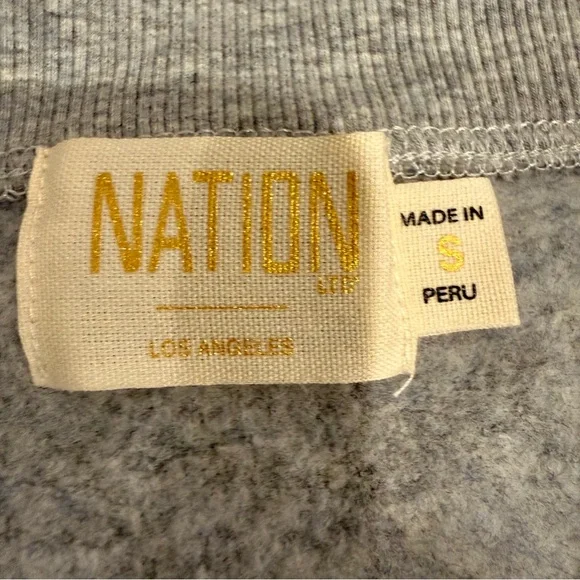 NATION
LTD
LOS ANGELES
MADE IN
S
PERU